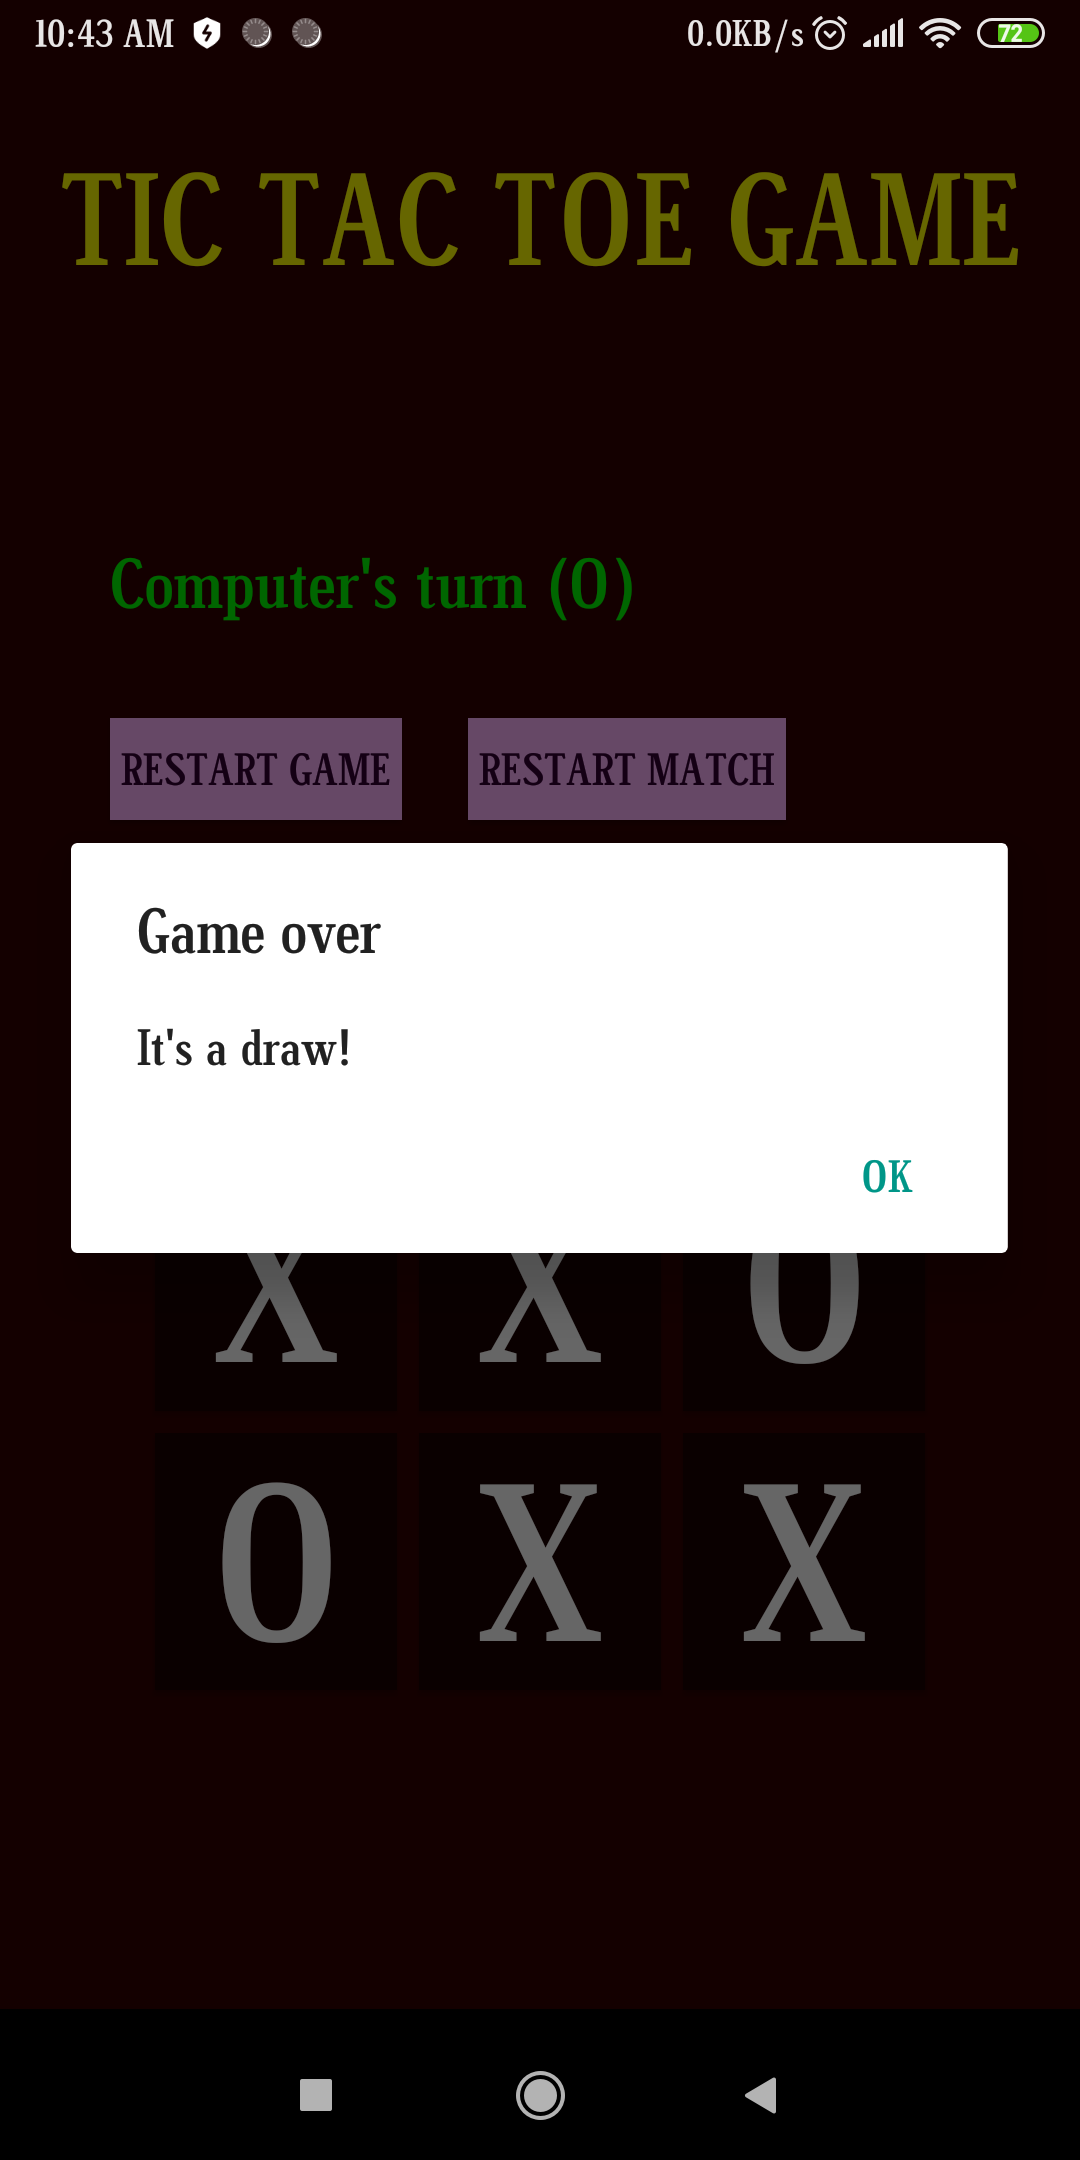 10:43 AM 0.0KB/s 72
TIC TAC TOE GAME
Computer's turn (O)
RESTART GAME RESTART MATCH
Game over
It's a draw!
OK
X X O
O X X